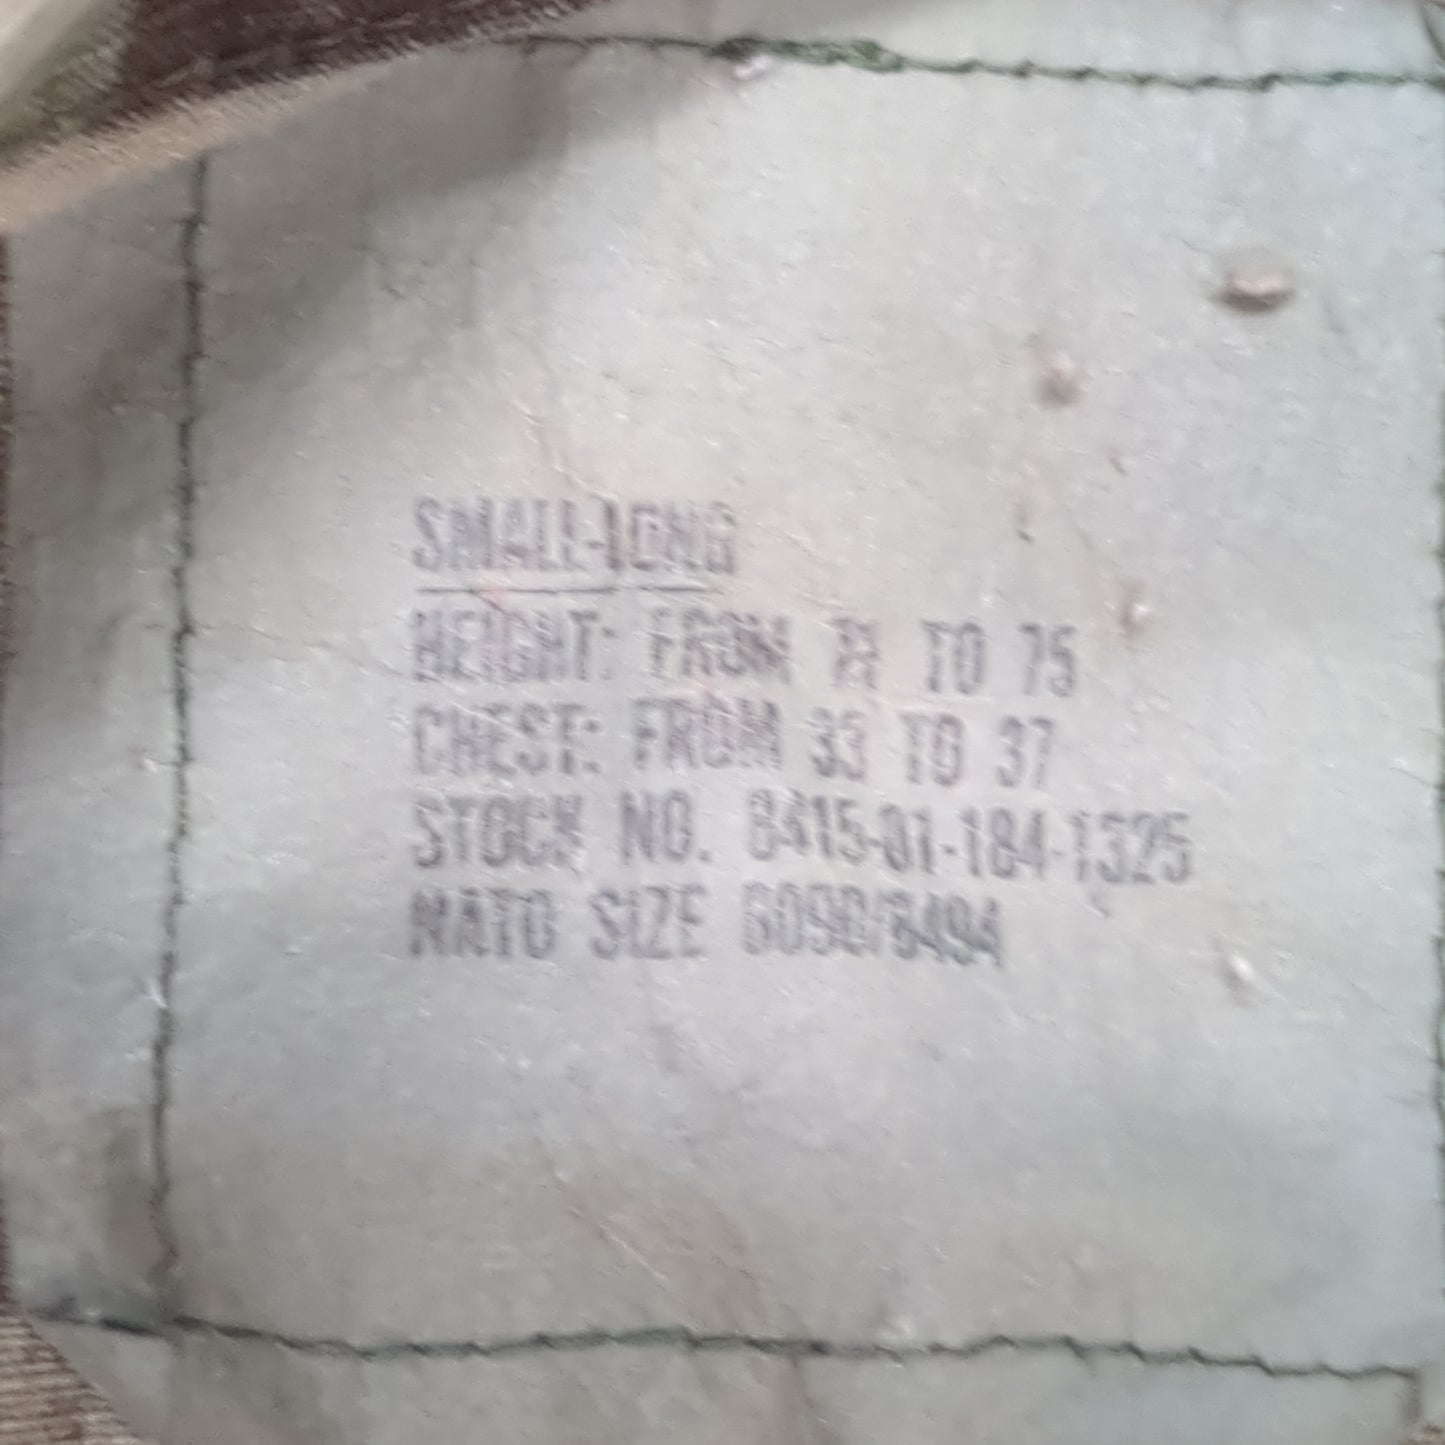 SMALL-LONG
HEIGHT: FROM 71 TO 75
CHEST: FROM 33 TO 37
STOCK NO. 8415-01-184-1325
NATO SIZE 6090/8494